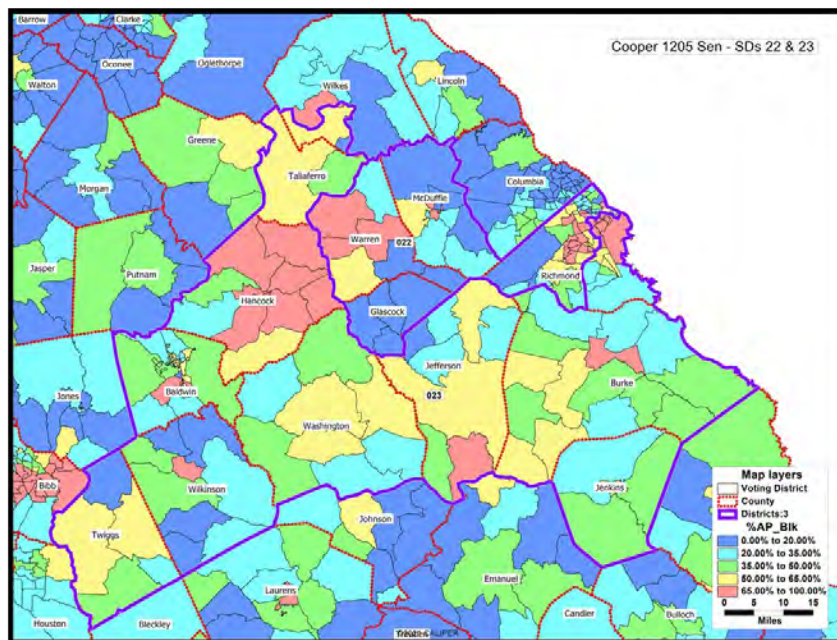 Cooper 1205 Sen - SDs 22 & 23
Barrow
Clarke
Oconee
Oglethorpe
Walton
Wilkes
Lincoln
Greene
Taliaferro
Morgan
McDuffie
Columbia
Warren
022
Jasper
Putnam
Richmond
Hancock
Glascock
Jefferson
Jones
Baldwin
023
Burke
Washington
Bibb
Wilkinson
Jenkins
Twiggs
Johnson
Laurens
Emanuel
Houston
Bleckley
Candler
Bulloch
Map layers
Voting District
County
Districts:3
%AP_Blk
0.00% to 20.00%
20.00% to 35.00%
35.00% to 50.00%
50.00% to 65.00%
65.00% to 100.00%
0 5 10 15
Miles
CALIPER